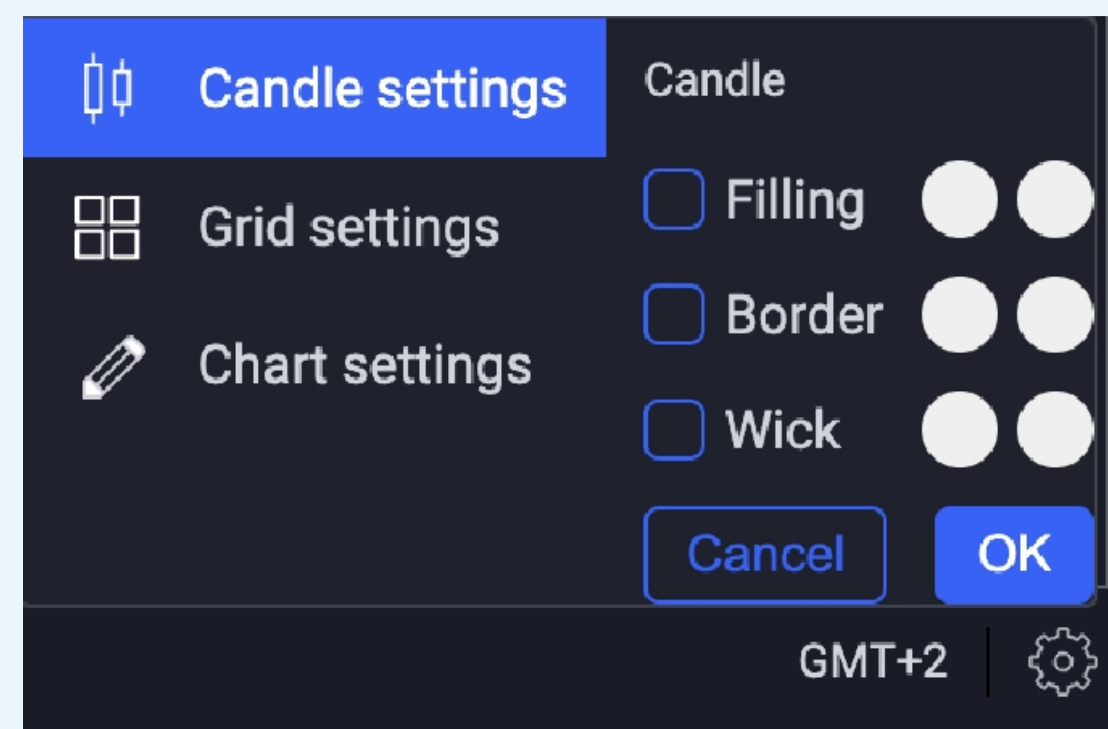 Candle settings
Grid settings
Chart settings
Candle
Filling
Border
Wick
Cancel
OK
GMT+2